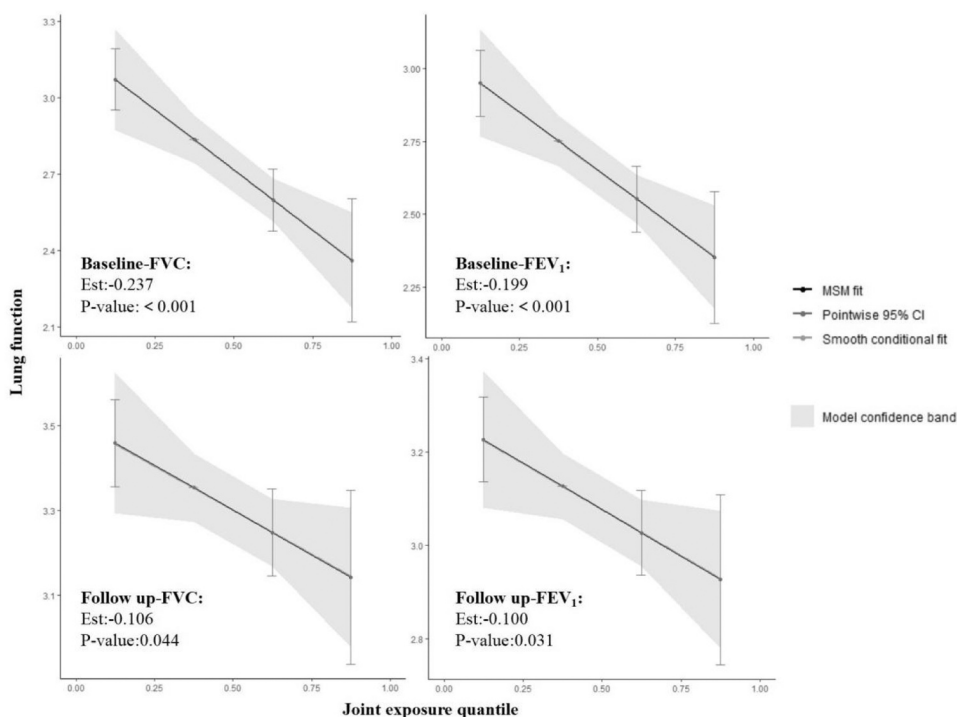 Lung function
3.3
3.0
2.7
2.4
2.1
Baseline-FVC:
Est:-0.237
P-value: < 0.001
0.00 0.25 0.50 0.75 1.00
3.00
2.75
2.50
2.25
Baseline-FEV₁:
Est:-0.199
P-value: < 0.001
0.00 0.25 0.50 0.75 1.00
3.5
3.3
3.1
Follow up-FVC:
Est:-0.106
P-value:0.044
0.00 0.25 0.50 0.75 1.00
3.4
3.2
3.0
2.8
Follow up-FEV₁:
Est:-0.100
P-value:0.031
0.00 0.25 0.50 0.75 1.00
Joint exposure quantile
MSM fit
Pointwise 95% CI
Smooth conditional fit
Model confidence band